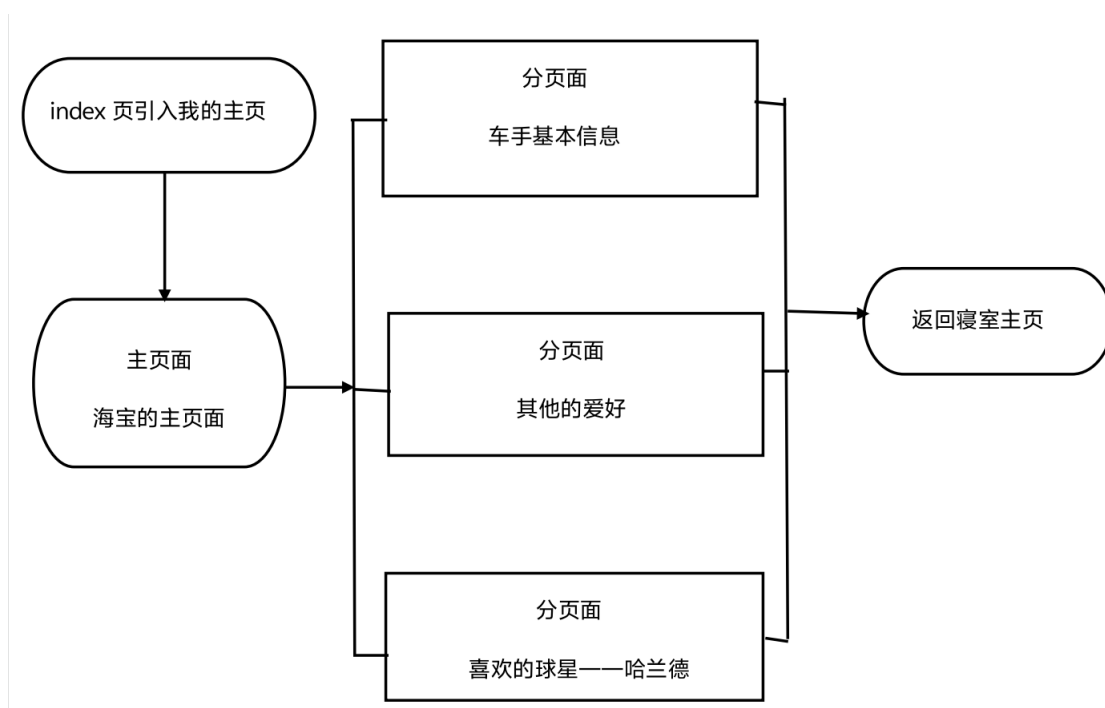 index 页引入我的主页
主页面
海宝的主页面
分页面
车手基本信息
分页面
其他的爱好
分页面
喜欢的球星——哈兰德
返回寝室主页